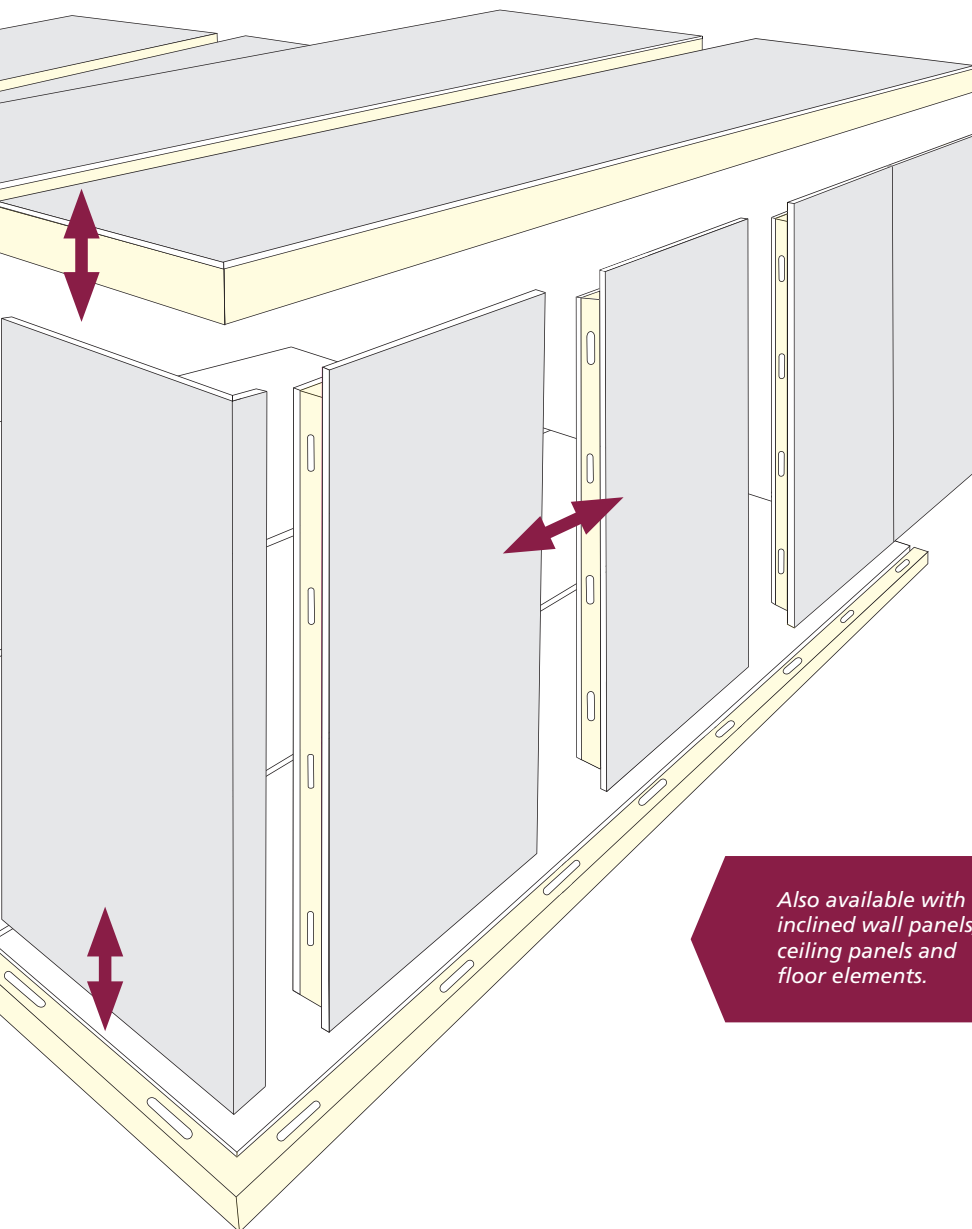 Also available with
inclined wall panels
ceiling panels and
floor elements.